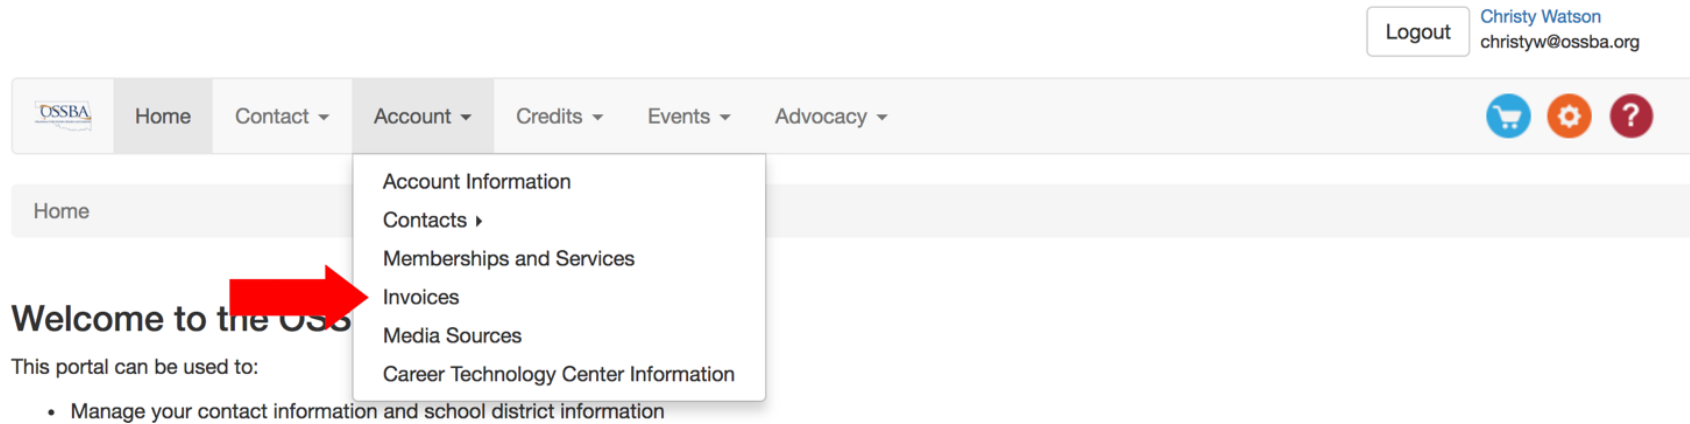 Logout
Christy Watson
christyw@ossba.org
OSSBA
Home
Contact
Account
Credits
Events
Advocacy
?
Account Information
Contacts
Memberships and Services
Invoices
Media Sources
Career Technology Center Information
Home
Welcome to the OSS
This portal can be used to:
• Manage your contact information and school district information